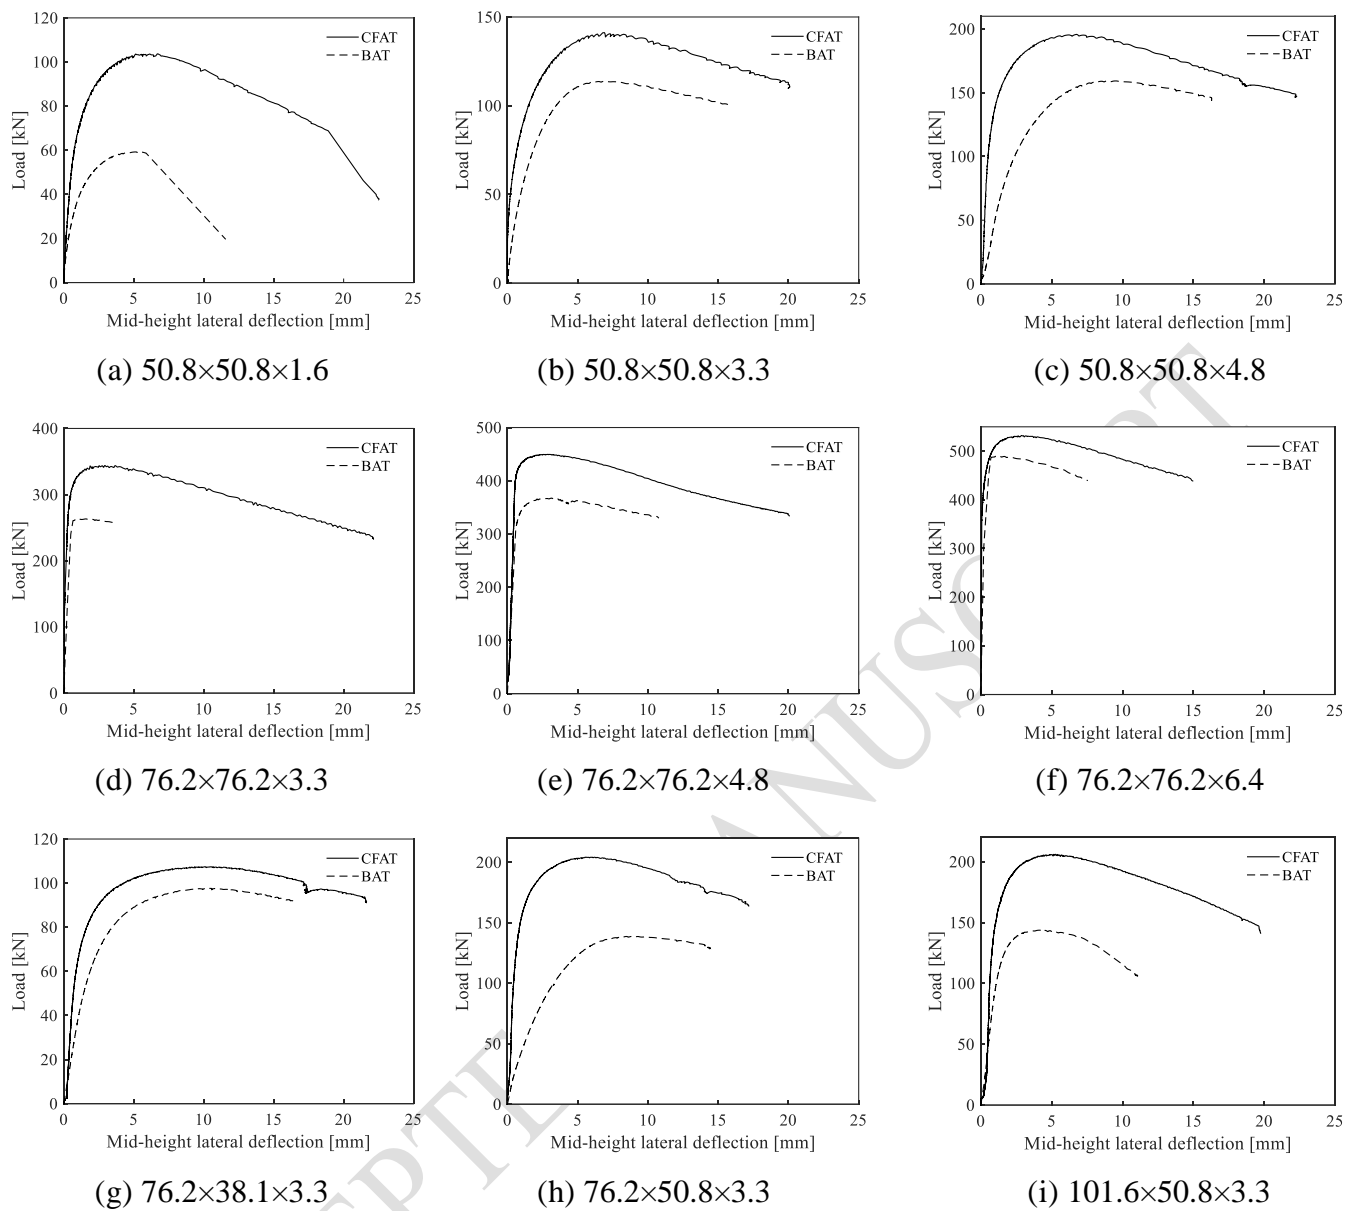 120
100
80
60
40
20
0
Load [kN]
CFAT
BAT
0 5 10 15 20 25
Mid-height lateral deflection [mm]
(a) 50.8×50.8×1.6
150
100
50
0
Load [kN]
CFAT
BAT
0 5 10 15 20 25
Mid-height lateral deflection [mm]
(b) 50.8×50.8×3.3
200
150
100
50
0
Load [kN]
CFAT
BAT
0 5 10 15 20 25
Mid-height lateral deflection [mm]
(c) 50.8×50.8×4.8
400
300
200
100
0
Load [kN]
CFAT
BAT
0 5 10 15 20 25
Mid-height lateral deflection [mm]
(d) 76.2×76.2×3.3
500
400
300
200
100
0
Load [kN]
CFAT
BAT
0 5 10 15 20 25
Mid-height lateral deflection [mm]
(e) 76.2×76.2×4.8
500
400
300
200
100
0
Load [kN]
CFAT
BAT
0 5 10 15 20 25
Mid-height lateral deflection [mm]
(f) 76.2×76.2×6.4
120
100
80
60
40
20
0
Load [kN]
CFAT
BAT
0 5 10 15 20 25
Mid-height lateral deflection [mm]
(g) 76.2×38.1×3.3
200
150
100
50
0
Load [kN]
CFAT
BAT
0 5 10 15 20 25
Mid-height lateral deflection [mm]
(h) 76.2×50.8×3.3
200
150
100
50
0
Load [kN]
CFAT
BAT
0 5 10 15 20 25
Mid-height lateral deflection [mm]
(i) 101.6×50.8×3.3